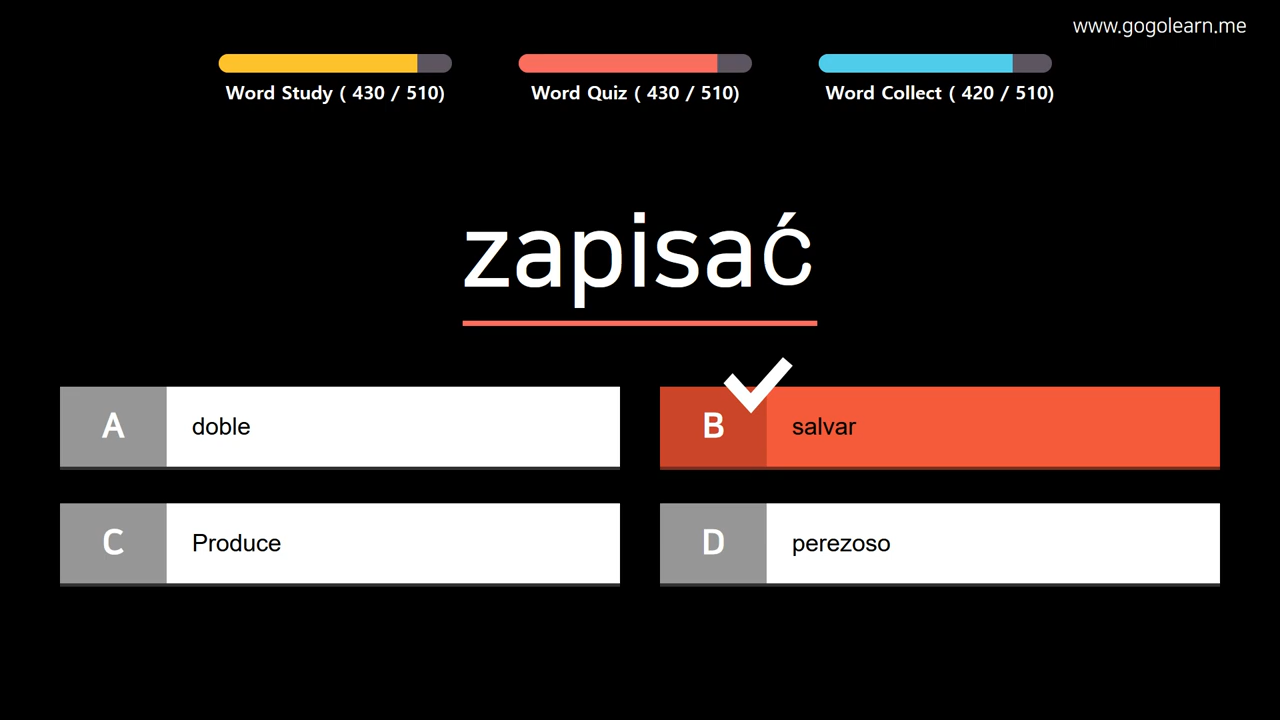 www.gogolearn.me
Word Study ( 430 / 510)
Word Quiz ( 430 / 510)
Word Collect ( 420 / 510)
zapisać
A doble
B salvar
C Produce
D perezoso